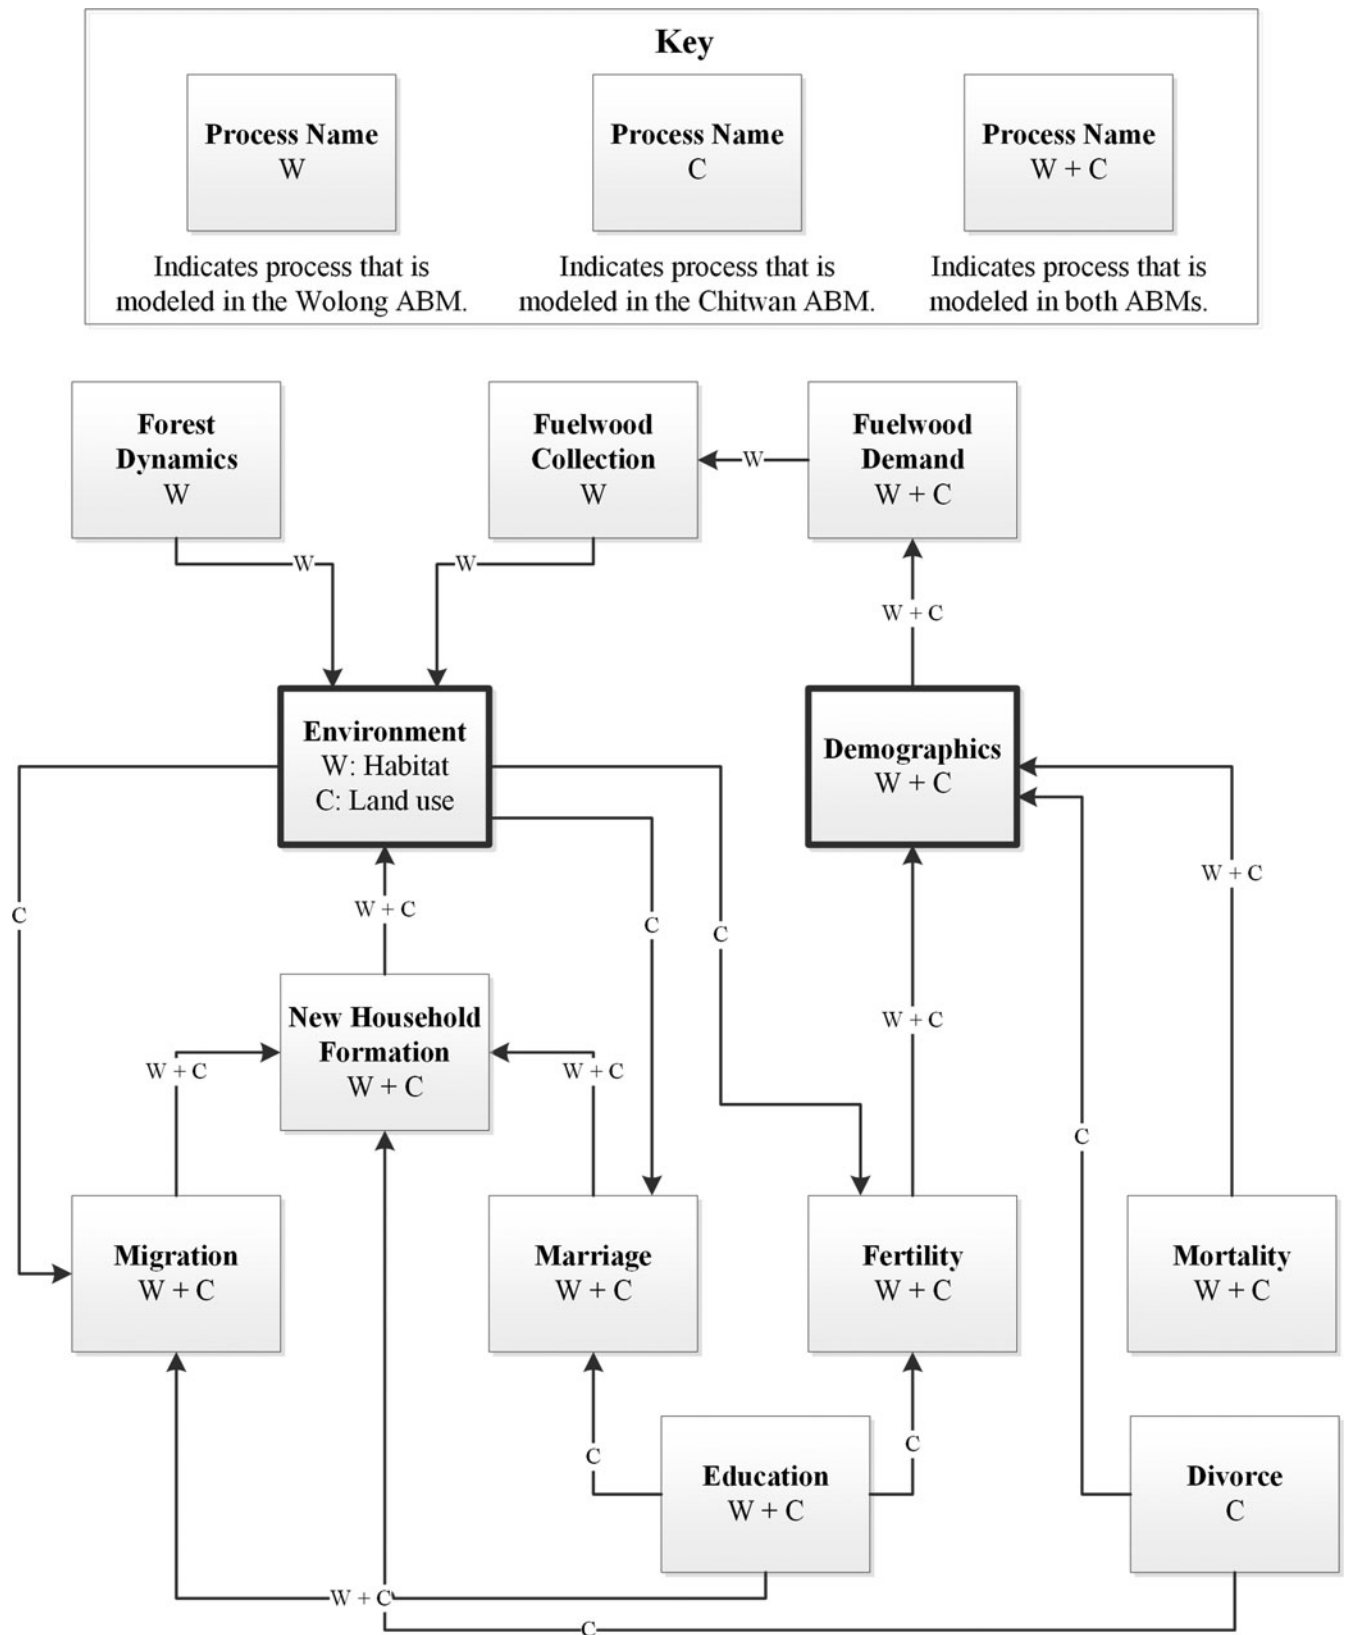 Key
Process Name
W
Process Name
C
Process Name
W + C
Indicates process that is
modeled in the Wolong ABM.
Indicates process that is
modeled in the Chitwan ABM.
Indicates process that is
modeled in both ABMs.
Forest
Dynamics
W
Fuelwood
Collection
W
W
Fuelwood
Demand
W + C
W
W
W + C
Environment
W: Habitat
C: Land use
Demographics
W + C
C
W + C
C
C
W + C
New Household
Formation
W + C
W + C
W + C
W + C
C
Migration
W + C
Marriage
W + C
Fertility
W + C
Mortality
W + C
C
C
Education
W + C
Divorce
C
W + C
C